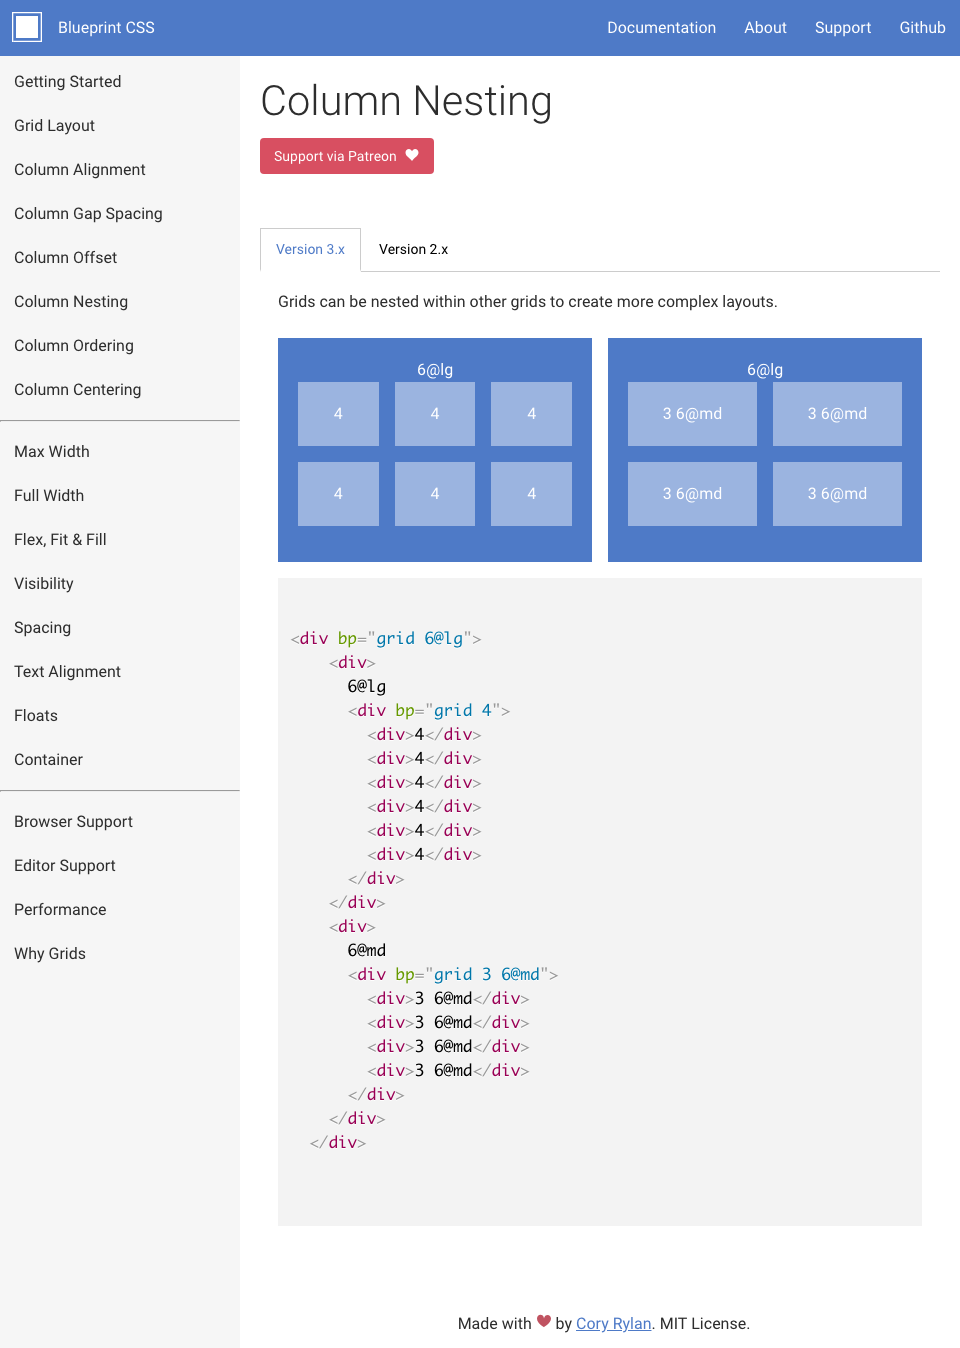 Blueprint CSS
Documentation About Support Github
Getting Started
Grid Layout
Column Alignment
Column Gap Spacing
Column Offset
Column Nesting
Column Ordering
Column Centering
Max Width
Full Width
Flex, Fit & Fill
Visibility
Spacing
Text Alignment
Floats
Container
Browser Support
Editor Support
Performance
Why Grids
Column Nesting
Support via Patreon
Version 3.x Version 2.x
Grids can be nested within other grids to create more complex layouts.
6@lg
4 4 4
4 4 4
6@lg
3 6@md 3 6@md
3 6@md 3 6@md
<div bp="grid 6@lg">
    <div>
      6@lg
      <div bp="grid 4">
        <div>4</div>
        <div>4</div>
        <div>4</div>
        <div>4</div>
        <div>4</div>
        <div>4</div>
      </div>
    </div>
    <div>
      6@md
      <div bp="grid 3 6@md">
        <div>3 6@md</div>
        <div>3 6@md</div>
        <div>3 6@md</div>
        <div>3 6@md</div>
      </div>
    </div>
  </div>
Made with ♥ by Cory Rylan. MIT License.